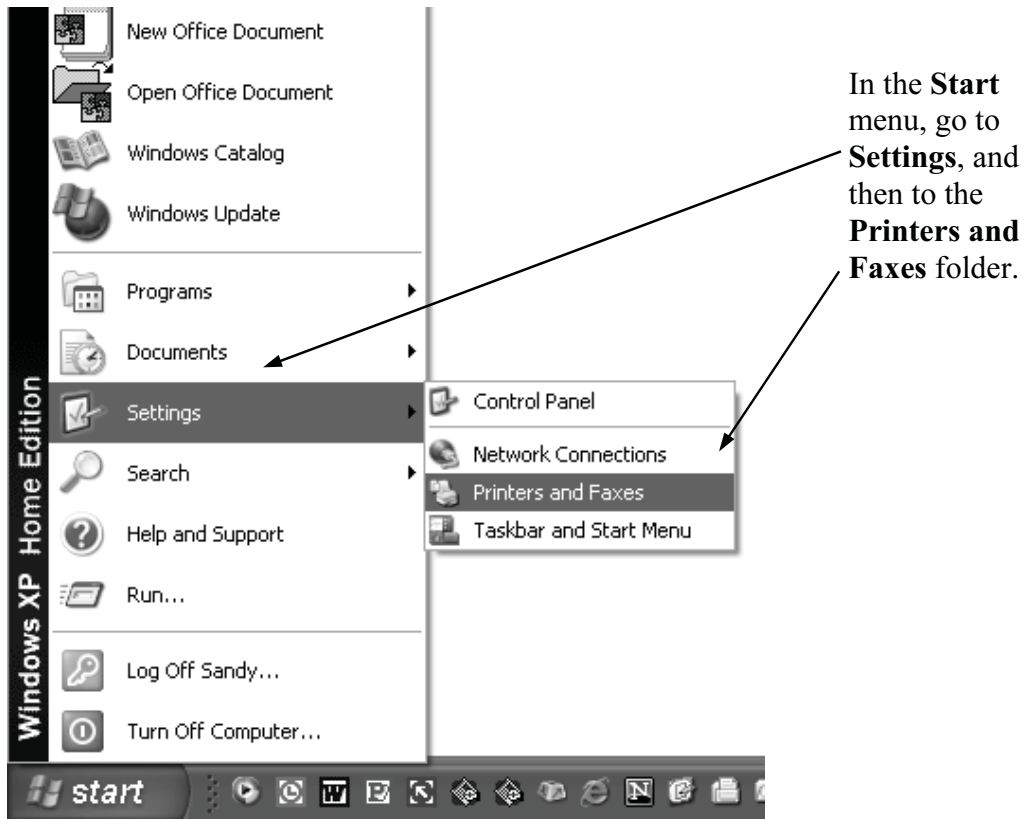 New Office Document
Open Office Document
Windows Catalog
Windows Update
Programs
Documents
Settings
Search
Help and Support
Run...
Log Off Sandy...
Turn Off Computer...
Windows XP Home Edition
Control Panel
Network Connections
Printers and Faxes
Taskbar and Start Menu
start
W
N
In the Start
menu, go to
Settings, and
then to the
Printers and
Faxes folder.